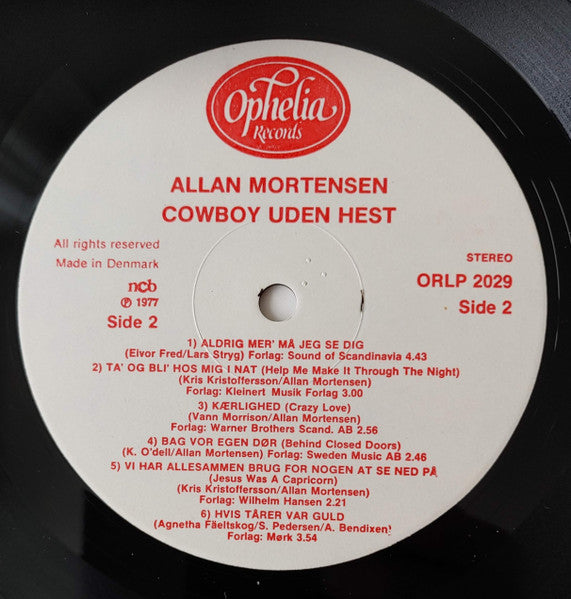 Ophelia
Records
ALLAN MORTENSEN
COWBOY UDEN HEST
All rights reserved
Made in Denmark
ncb
℗ 1977
Side 2
STEREO
ORLP 2029
Side 2
1) ALDRIG MER' MÅ JEG SE DIG
(Elvor Fred/Lars Stryg) Forlag: Sound of Scandinavia 4.43
2) TA' OG BLI' HOS MIG I NAT (Help Me Make It Through The Night)
(Kris Kristoffersson/Allan Mortensen)
Forlag: Kleinert Musik Forlag 3.00
3) KÆRLIGHED (Crazy Love)
(Vann Morrison/Allan Mortensen)
Forlag: Warner Brothers Scand. AB 2.56
4) BAG VOR EGEN DØR (Behind Closed Doors)
(K. O'dell/Allan Mortensen) Forlag: Sweden Music AB 2.46
5) VI HAR ALLESAMMEN BRUG FOR NOGEN AT SE NED PÅ
(Jesus Was A Capricorn)
(Kris Kristoffersson/Allan Mortensen)
Forlag: Wilhelm Hansen 2.21
6) HVIS TÅRER VAR GULD
(Agnetha Fäeltskog/S. Pedersen/A. Bendixen)
Forlag: Mørk 3.54